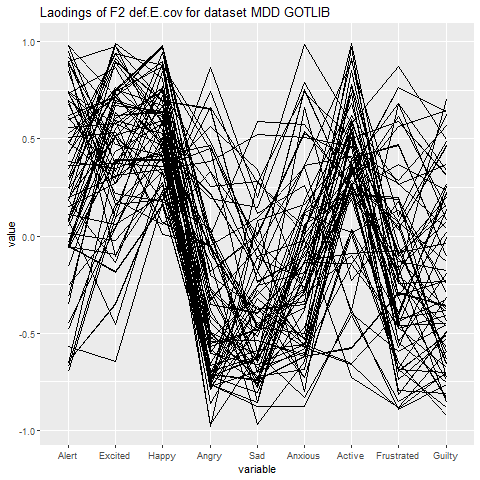 Laodings of F2 def.E.cov for dataset MDD GOTLIB
1.0
0.5
0.0
-0.5
-1.0
value
Alert Excited Happy Angry Sad Anxious Active Frustrated Guilty
variable